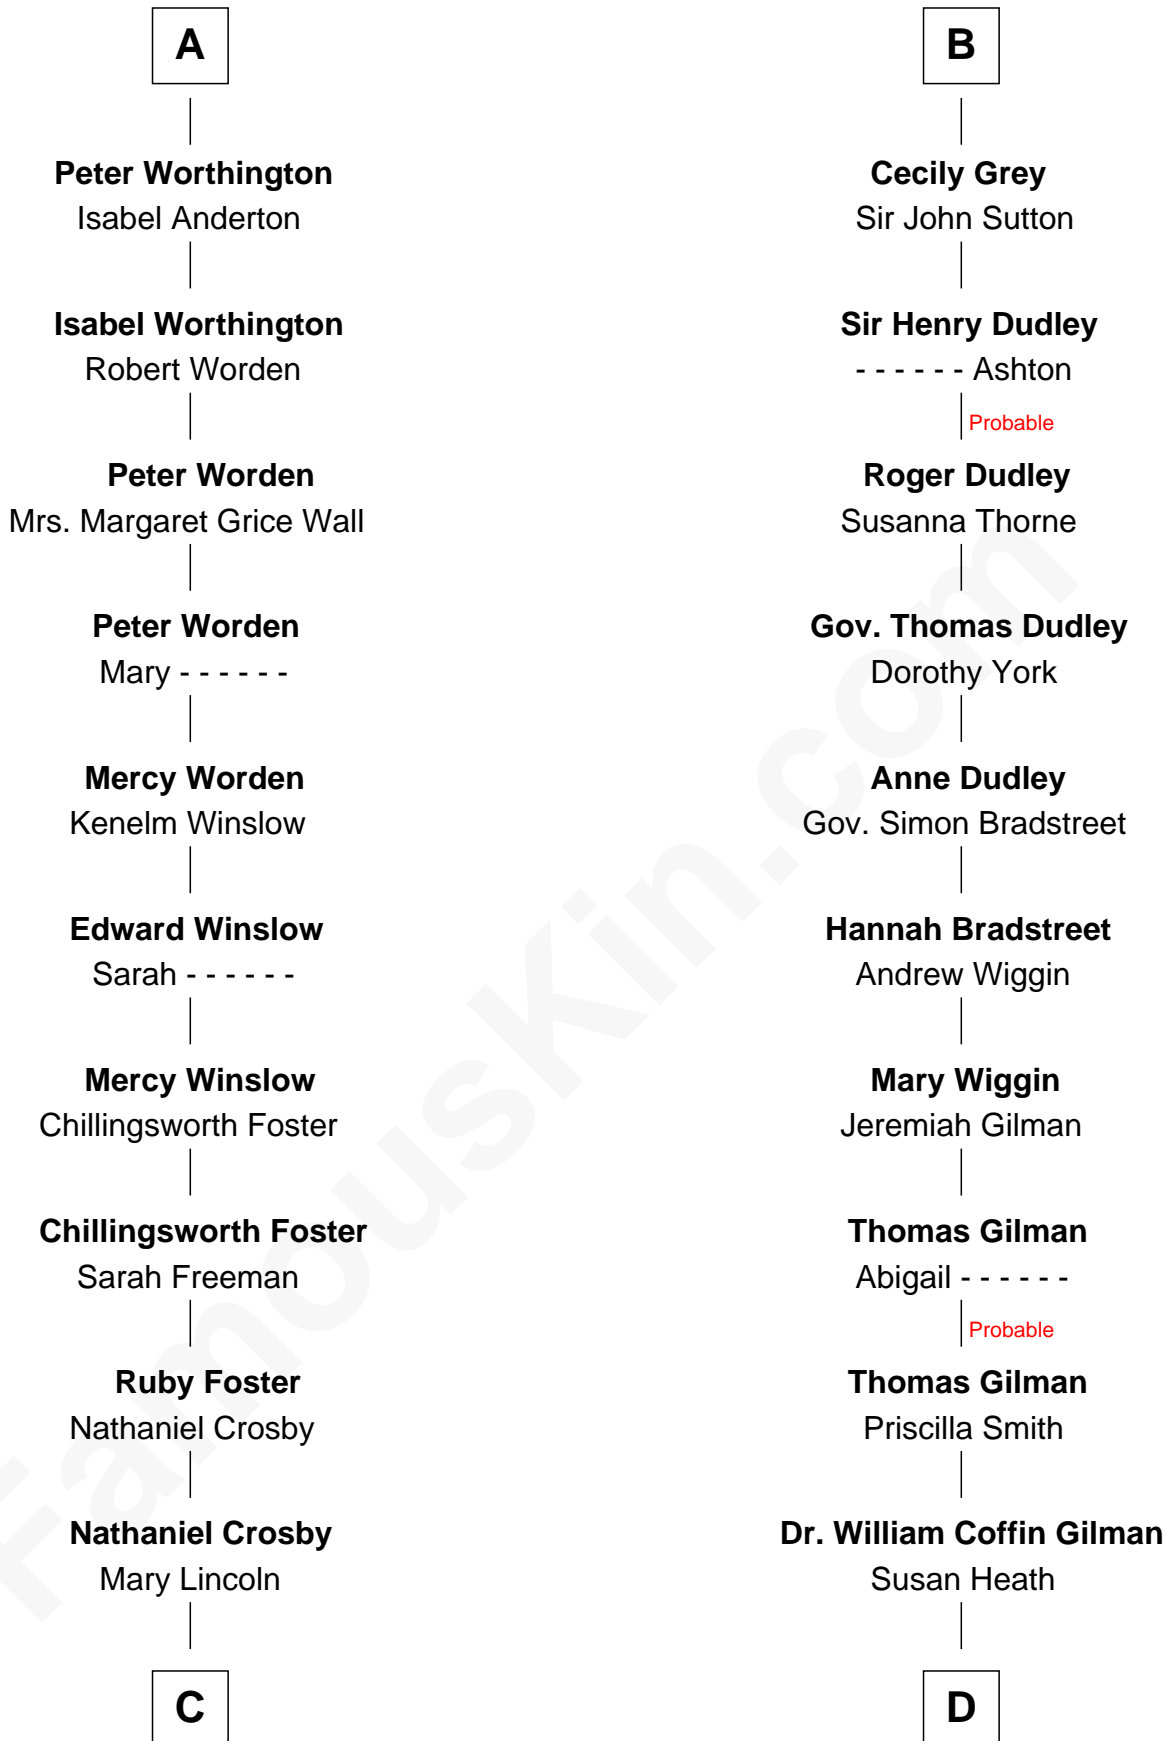 A
Peter Worthington
Isabel Anderton
Isabel Worthington
Robert Worden
Peter Worden
Mrs. Margaret Grice Wall
Peter Worden
Mary - - - - - -
Mercy Worden
Kenelm Winslow
Edward Winslow
Sarah - - - - - -
Mercy Winslow
Chillingsworth Foster
Chillingsworth Foster
Sarah Freeman
Ruby Foster
Nathaniel Crosby
Nathaniel Crosby
Mary Lincoln
C
B
Cecily Grey
Sir John Sutton
Sir Henry Dudley
- - - - - - Ashton
Probable
Roger Dudley
Susanna Thorne
Gov. Thomas Dudley
Dorothy York
Anne Dudley
Gov. Simon Bradstreet
Hannah Bradstreet
Andrew Wiggin
Mary Wiggin
Jeremiah Gilman
Thomas Gilman
Abigail - - - - - -
Probable
Thomas Gilman
Priscilla Smith
Dr. William Coffin Gilman
Susan Heath
D
FamousKin.com